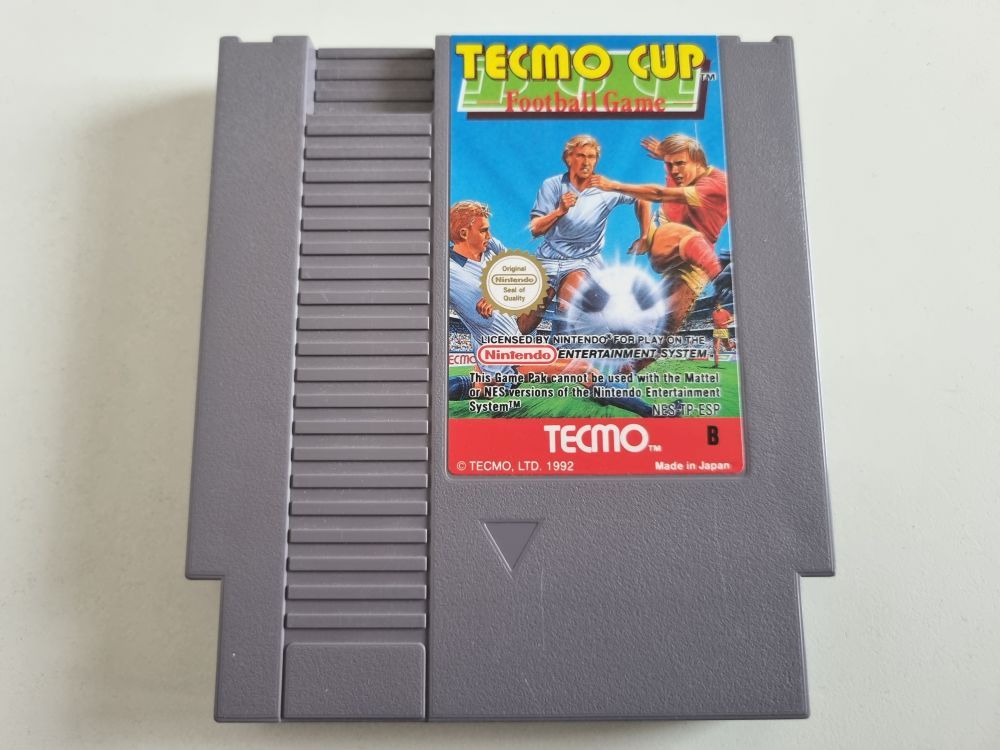 TECMO CUP™
Football Game
Original
Nintendo
Seal of
Quality
LICENSED BY NINTENDO® FOR PLAY ON THE
Nintendo ENTERTAINMENT SYSTEM™
ECMO
This Game Pak cannot be used with the Mattel
or NES versions of the Nintendo Entertainment
System™ NES-TP-ESP
TECMO™ B
© TECMO, LTD. 1992 Made in Japan